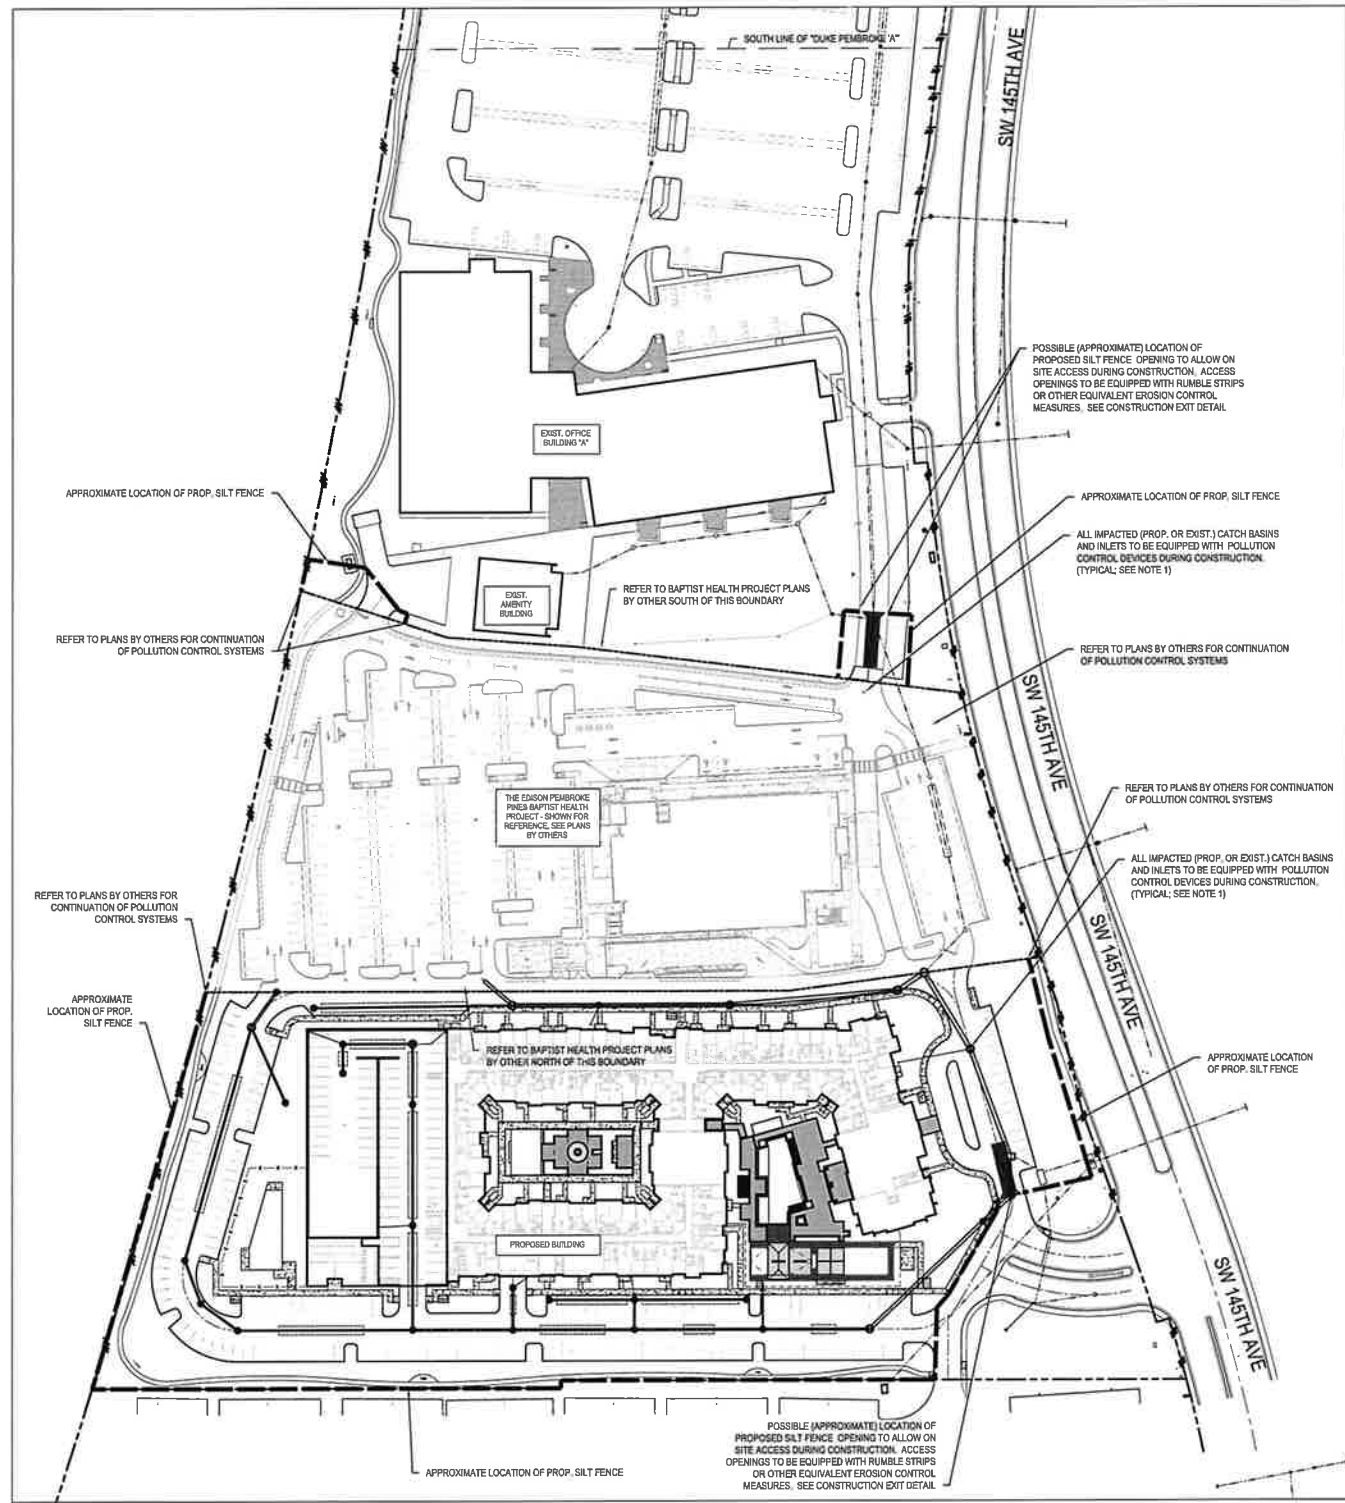 SOUTH LINE OF "DUKE PEMBROKE 'A'"
SW 145TH AVE
POSSIBLE (APPROXIMATE) LOCATION OF
PROPOSED SILT FENCE OPENING TO ALLOW ON
SITE ACCESS DURING CONSTRUCTION. ACCESS
OPENINGS TO BE EQUIPPED WITH RUMBLE STRIPS
OR OTHER EQUIVALENT EROSION CONTROL
MEASURES. SEE CONSTRUCTION EXIT DETAIL
EXIST. OFFICE
BUILDING "A"
APPROXIMATE LOCATION OF PROP. SILT FENCE
APPROXIMATE LOCATION OF PROP. SILT FENCE
ALL IMPACTED (PROP. OR EXIST.) CATCH BASINS
AND INLETS TO BE EQUIPPED WITH POLLUTION
CONTROL DEVICES DURING CONSTRUCTION.
(TYPICAL; SEE NOTE 1)
EXIST.
AMENITY
BUILDING
REFER TO BAPTIST HEALTH PROJECT PLANS
BY OTHER SOUTH OF THIS BOUNDARY
REFER TO PLANS BY OTHERS FOR CONTINUATION
OF POLLUTION CONTROL SYSTEMS
REFER TO PLANS BY OTHERS FOR CONTINUATION
OF POLLUTION CONTROL SYSTEMS
SW 145TH AVE
THE EDISON PEMBROKE
PINES BAPTIST HEALTH
PROJECT - SHOWN FOR
REFERENCE, SEE PLANS
BY OTHERS
REFER TO PLANS BY OTHERS FOR CONTINUATION
OF POLLUTION CONTROL SYSTEMS
ALL IMPACTED (PROP. OR EXIST.) CATCH BASINS
AND INLETS TO BE EQUIPPED WITH POLLUTION
CONTROL DEVICES DURING CONSTRUCTION.
(TYPICAL; SEE NOTE 1)
REFER TO PLANS BY OTHERS FOR
CONTINUATION OF POLLUTION
CONTROL SYSTEMS
SW 145TH AVE
APPROXIMATE
LOCATION OF PROP.
SILT FENCE
REFER TO BAPTIST HEALTH PROJECT PLANS
BY OTHER NORTH OF THIS BOUNDARY
APPROXIMATE LOCATION
OF PROP. SILT FENCE
PROPOSED BUILDING
SW 145TH AVE
POSSIBLE (APPROXIMATE) LOCATION OF
PROPOSED SILT FENCE OPENING TO ALLOW ON
SITE ACCESS DURING CONSTRUCTION. ACCESS
OPENINGS TO BE EQUIPPED WITH RUMBLE STRIPS
OR OTHER EQUIVALENT EROSION CONTROL
MEASURES. SEE CONSTRUCTION EXIT DETAIL
APPROXIMATE LOCATION OF PROP. SILT FENCE